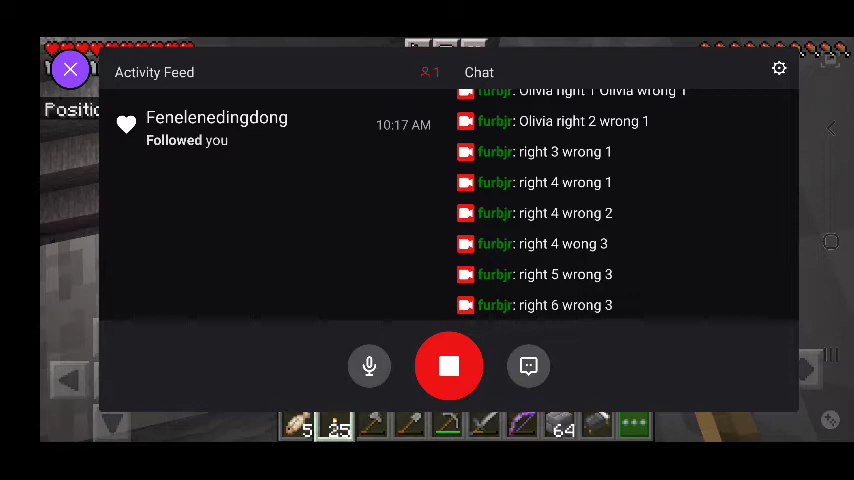 Activity Feed
1
Chat
Positio
Fenelenedingdong
10:17 AM
Followed you
furbjr: Olivia right 1 Olivia wrong 1
furbjr: Olivia right 2 wrong 1
furbjr: right 3 wrong 1
furbjr: right 4 wrong 1
furbjr: right 4 wrong 2
furbjr: right 4 wong 3
furbjr: right 5 wrong 3
furbjr: right 6 wrong 3
5
25
64